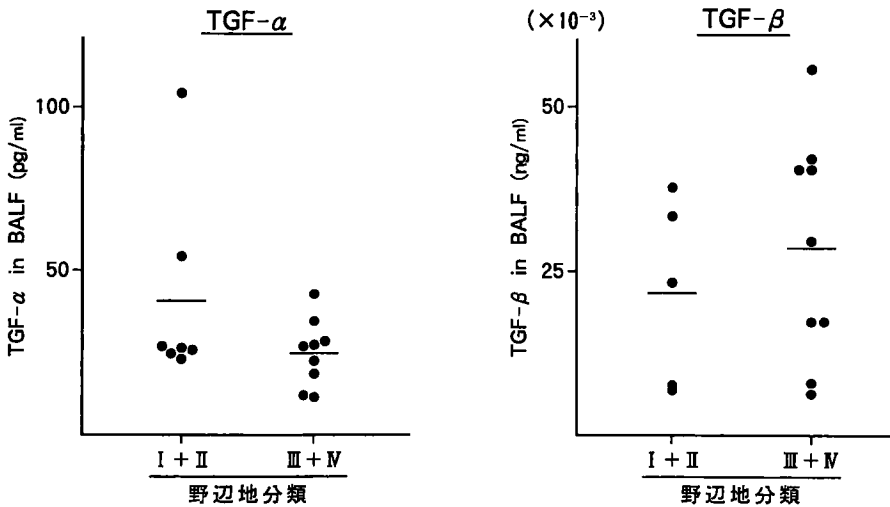 TGF-α
100
50
TGF-α in BALF (pg/ml)
Ⅰ+Ⅱ
Ⅲ+Ⅳ
野辺地分類
(×10⁻³)
TGF-β
50
25
TGF-β in BALF (ng/ml)
Ⅰ+Ⅱ
Ⅲ+Ⅳ
野辺地分類